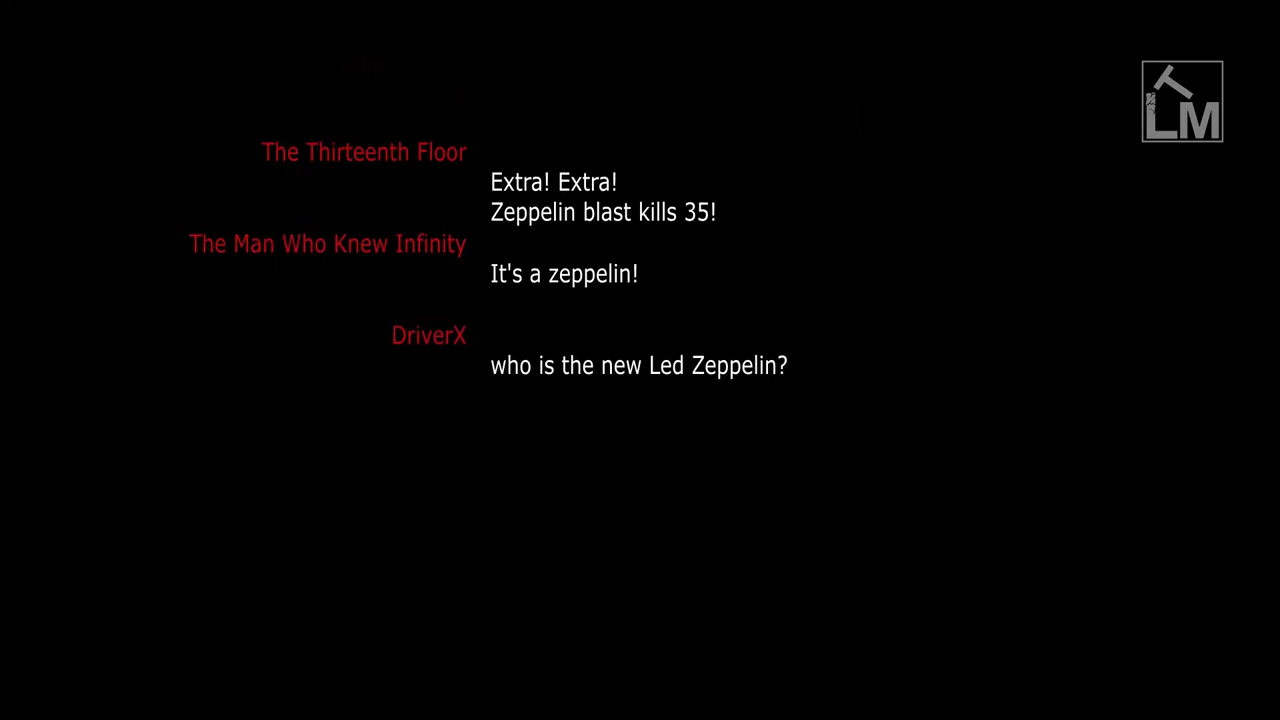 The Thirteenth Floor
Extra! Extra!
Zeppelin blast kills 35!
The Man Who Knew Infinity
It's a zeppelin!
DriverX
who is the new Led Zeppelin?
LM